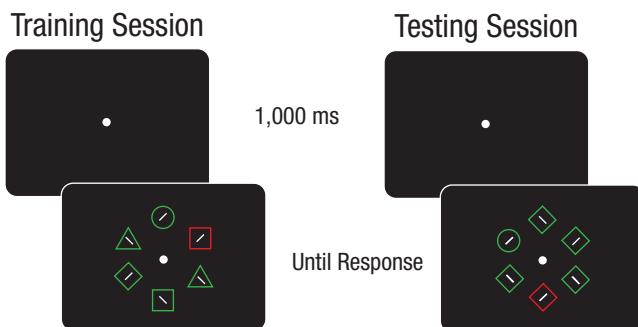 Training Session
Testing Session
1,000 ms
Until Response